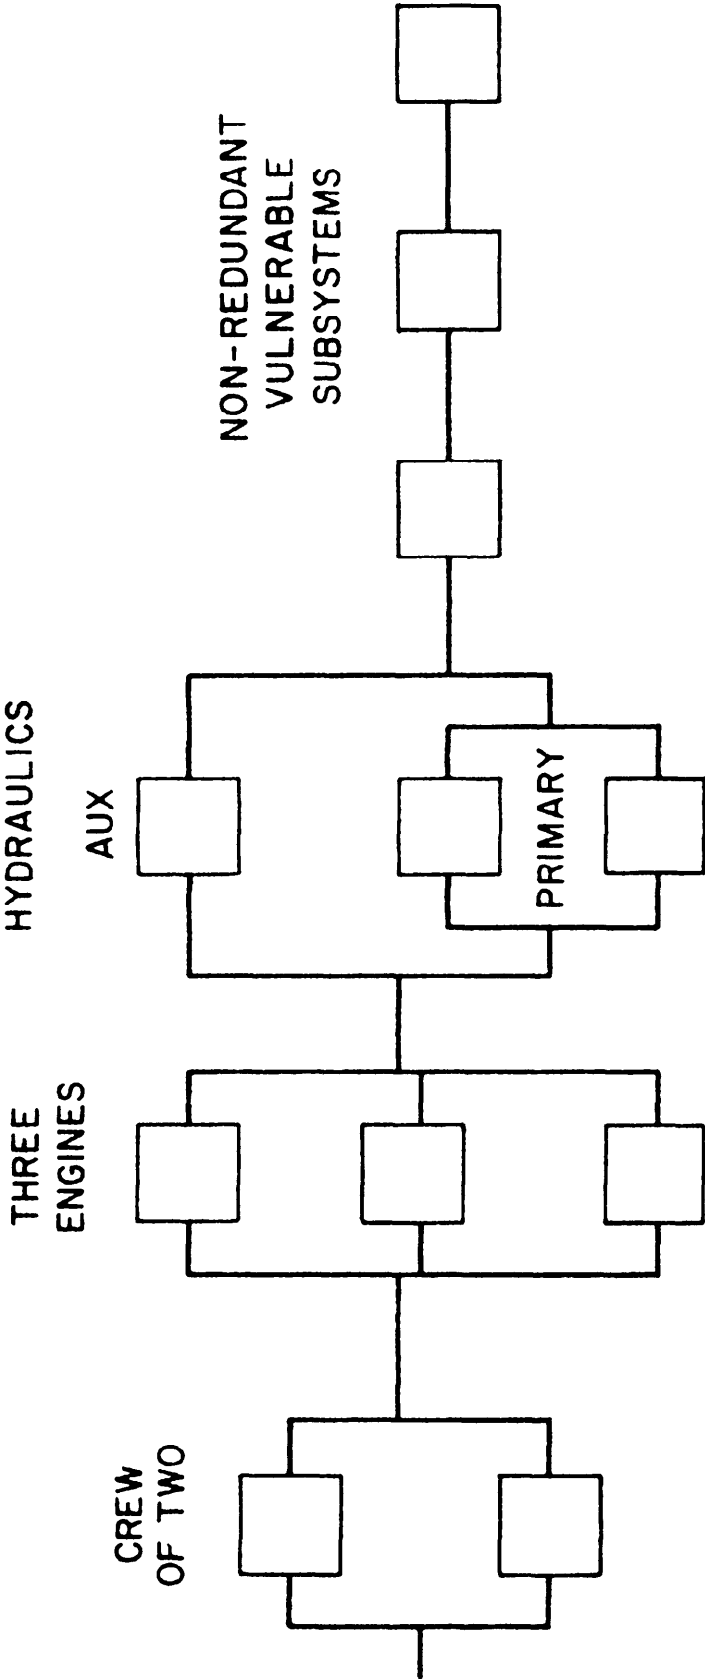 CREW
OF TWO
THREE
ENGINES
HYDRAULICS
AUX
PRIMARY
NON-REDUNDANT
VULNERABLE
SUBSYSTEMS